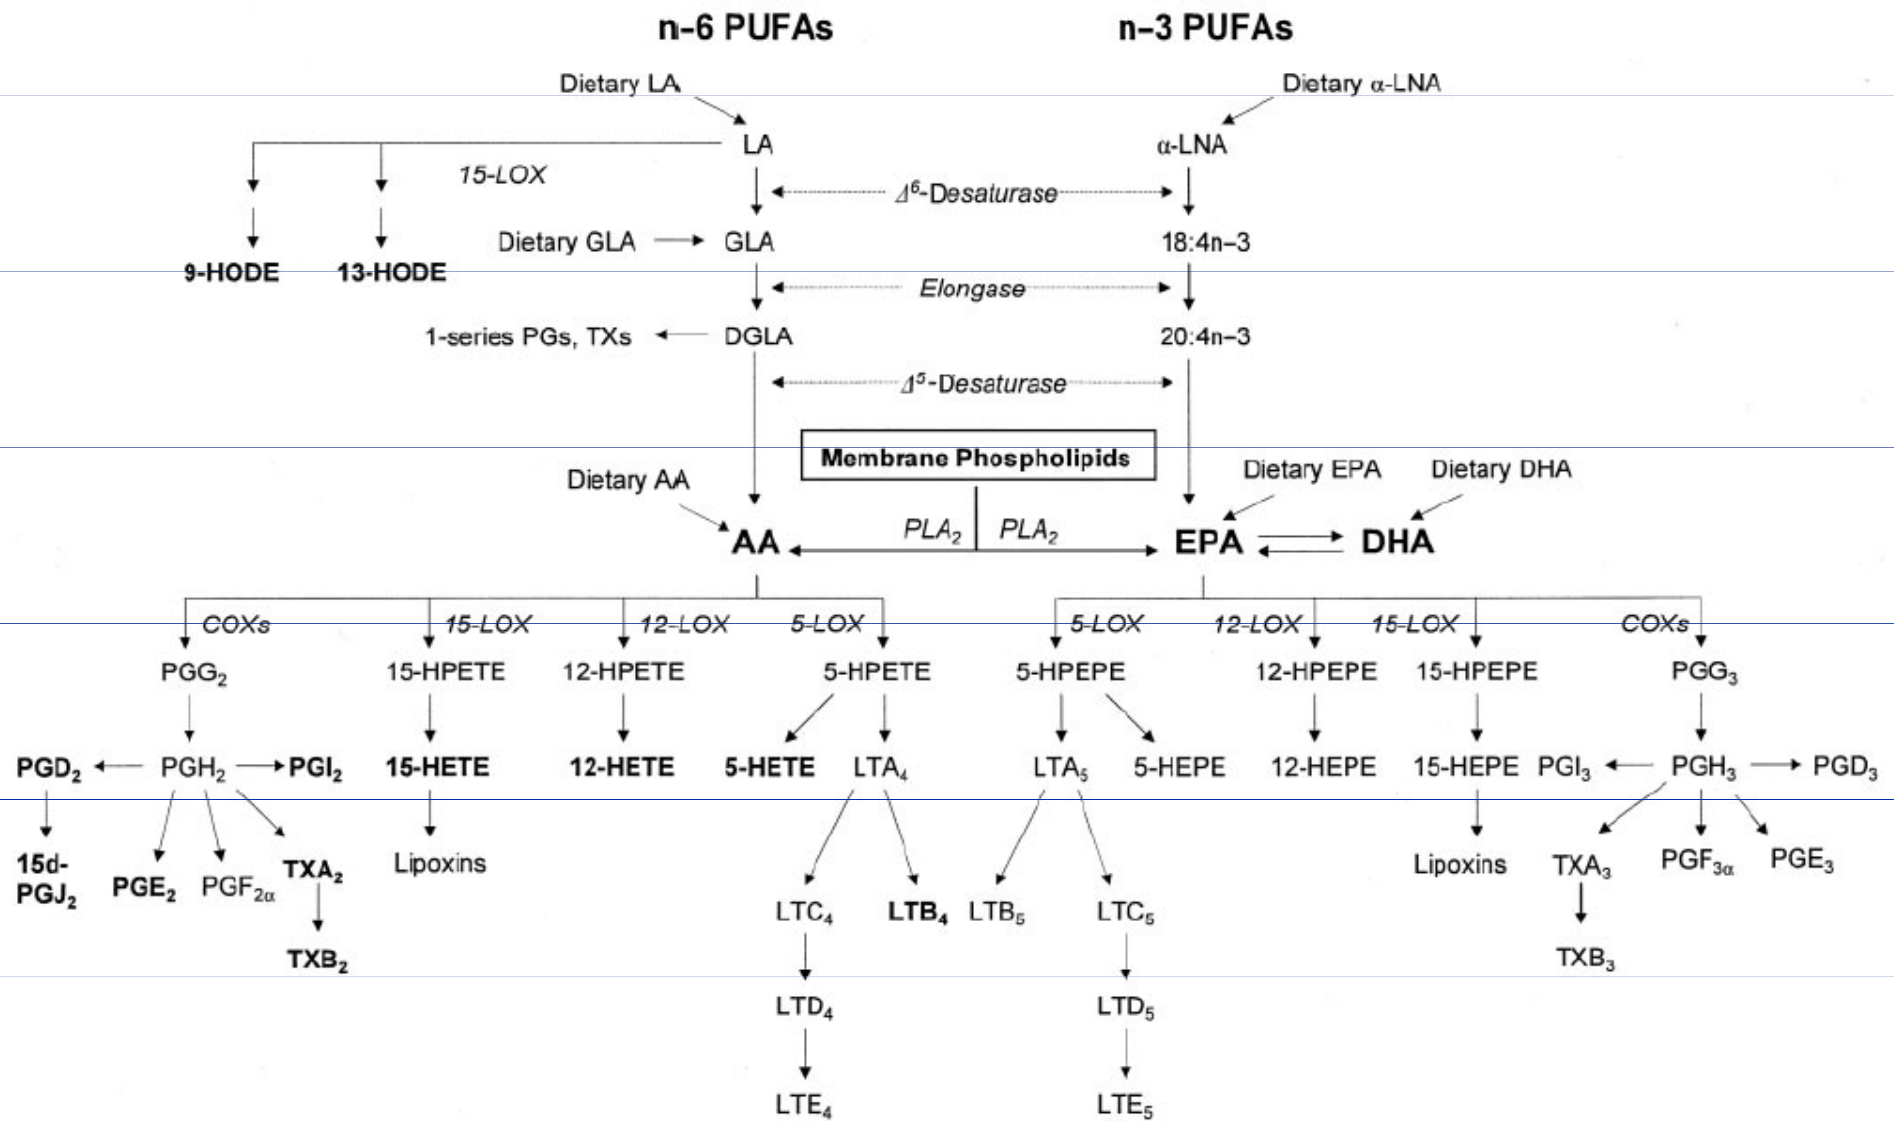 n–6 PUFAs n–3 PUFAs
Dietary LA Dietary α-LNA
LA α-LNA
15-LOX
Δ⁶-Desaturase
Dietary GLA GLA 18:4n–3
9-HODE 13-HODE
Elongase
1-series PGs, TXs DGLA 20:4n–3
Δ⁵-Desaturase
Membrane Phospholipids
Dietary AA Dietary EPA Dietary DHA
PLA₂ PLA₂
AA EPA DHA
COXs 15-LOX 12-LOX 5-LOX 5-LOX 12-LOX 15-LOX COXs
PGG₂ 15-HPETE 12-HPETE 5-HPETE 5-HPEPE 12-HPEPE 15-HPEPE PGG₃
PGD₂ PGH₂ PGI₂ 15-HETE 12-HETE 5-HETE LTA₄ LTA₅ 5-HEPE 12-HEPE 15-HEPE PGI₃ PGH₃ PGD₃
15d-
PGJ₂
PGE₂ PGF₂α TXA₂ Lipoxins Lipoxins TXA₃ PGF₃α PGE₃
LTC₄ LTB₄ LTB₅ LTC₅
TXB₂ TXB₃
LTD₄ LTD₅
LTE₄ LTE₅